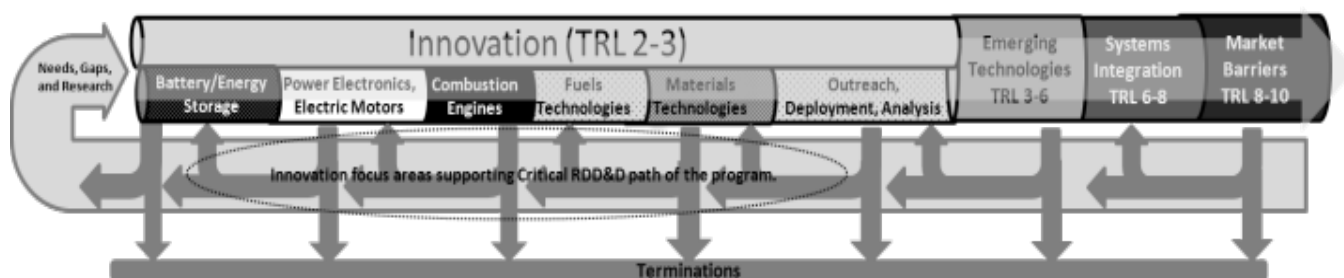 Needs, Gaps,
and Research
Innovation (TRL 2-3)
Battery/Energy
Storage
Power Electronics,
Electric Motors
Combustion
Engines
Fuels
Technologies
Materials
Technologies
Outreach,
Deployment, Analysis
Emerging
Technologies
TRL 3-6
Systems
Integration
TRL 6-8
Market
Barriers
TRL 8-10
Innovation focus areas supporting Critical RDD&D path of the program.
Terminations